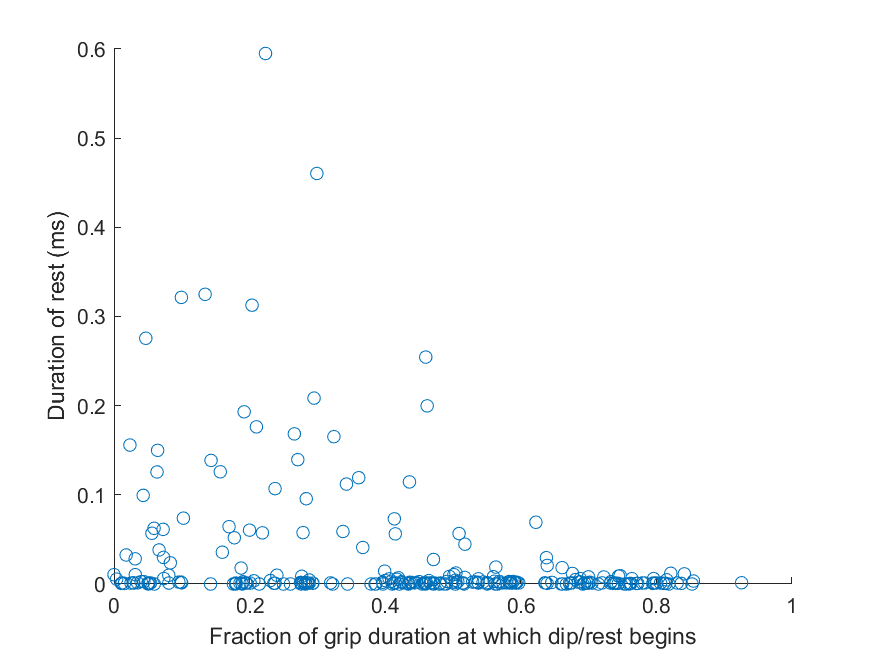 0.6
0.5
0.4
0.3
0.2
0.1
0
Duration of rest (ms)
0 0.2 0.4 0.6 0.8 1
Fraction of grip duration at which dip/rest begins